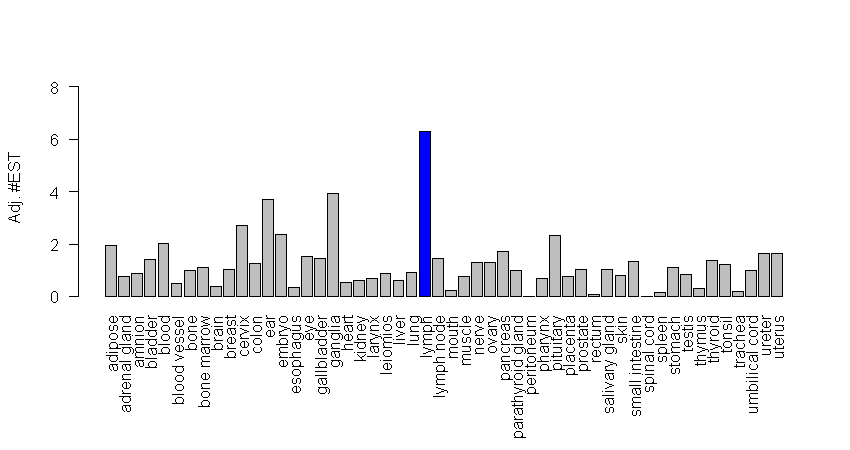 8
6
4
2
0
Adj. #EST
adipose
adrenal gland
amnion
bladder
blood
blood vessel
bone
bone marrow
brain
breast
cervix
colon
ear
embryo
esophagus
eye
gallbladder
ganglia
heart
kidney
larynx
leiomios
liver
lung
lymph
lymph node
mouth
muscle
nerve
ovary
pancreas
parathyroid gland
peritoneum
pharynx
pituitary
placenta
prostate
rectum
salivary gland
skin
small intestine
spinal cord
spleen
stomach
testis
thymus
thyroid
tonsil
trachea
umbilical cord
ureter
uterus